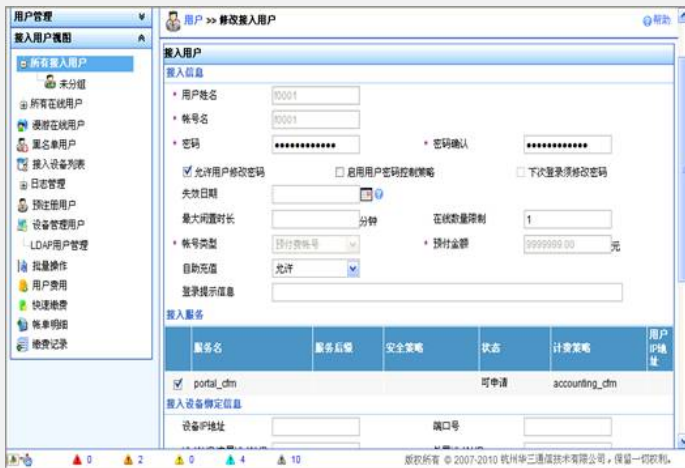 用户管理
接入用户视图
所有接入用户
未分组
所有在线用户
漫游在线用户
黑名单用户
接入设备列表
日志管理
预注册用户
设备管理用户
LDAP用户管理
批量操作
用户费用
快速缴费
帐单明细
缴费记录
用户 >> 修改接入用户
帮助
接入用户
接入信息
* 用户姓名 f0001
* 帐号名 f0001
* 密码 ●●●●●●●●●●●● * 密码确认 ●●●●●●●●●●●●
允许用户修改密码 启用用户密码控制策略 下次登录须修改密码
失效日期
最大闲置时长 分钟 在线数量限制 1
* 帐号类型 预付费帐号 * 预付金额 9999999.00 元
自助充值 允许
登录提示信息
接入服务
服务名 服务后缀 安全策略 状态 计费策略 用户IP地址
portal_cfm 可申请 accounting_cfm
接入设备绑定信息
设备IP地址 端口号
0 2 0 4 10 版权所有 © 2007-2010 杭州华三通信技术有限公司，保留一切权利。